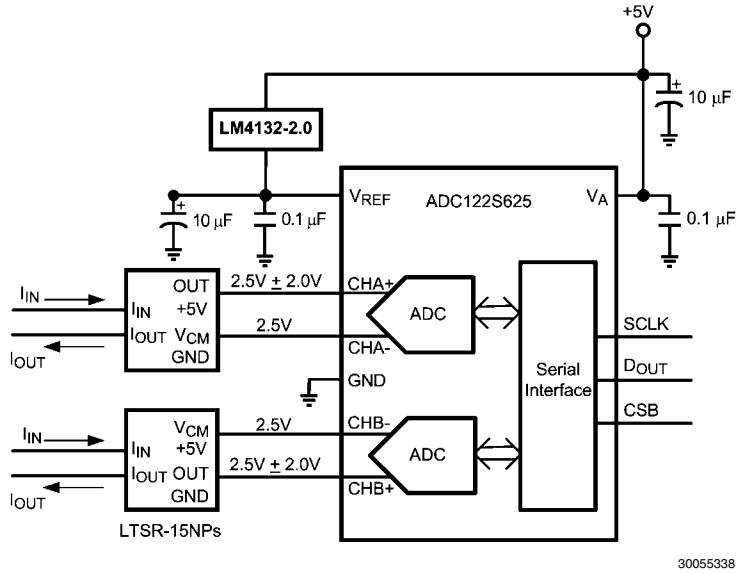 +5V
10 µF
LM4132-2.0
VREF
ADC122S625
VA
10 µF
0.1 µF
0.1 µF
OUT
2.5V ± 2.0V
CHA+
IIN
IIN
+5V
ADC
IOUT
VCM
2.5V
SCLK
IOUT
GND
CHA-
Serial
Interface
DOUT
GND
CSB
VCM
2.5V
CHB-
IIN
IIN
+5V
ADC
IOUT
OUT
2.5V ± 2.0V
IOUT
GND
CHB+
LTSR-15NPs
30055338